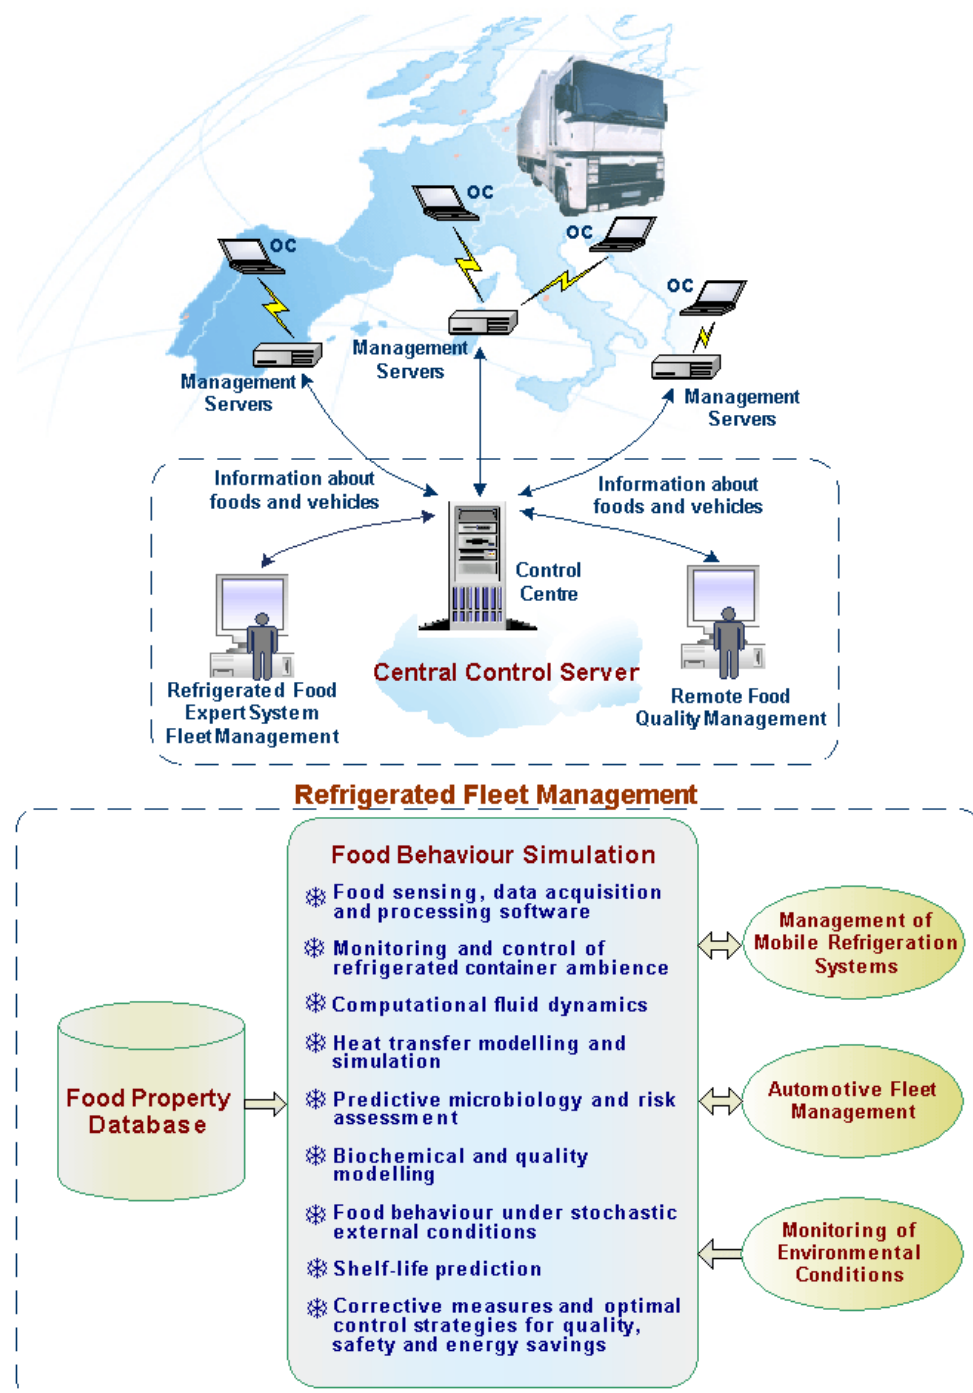 OC
OC
OC
OC
Management
Servers
Management
Servers
Management
Servers
Information about
foods and vehicles
Information about
foods and vehicles
Control
Centre
Central Control Server
Refrigerated Food
Expert System
Fleet Management
Remote Food
Quality Management
Refrigerated Fleet Management
Food Behaviour Simulation
Food sensing, data acquisition
and processing software
Monitoring and control of
refrigerated container ambience
Computational fluid dynamics
Heat transfer modelling and
simulation
Predictive microbiology and risk
assessment
Biochemical and quality
modelling
Food behaviour under stochastic
external conditions
Shelf-life prediction
Corrective measures and optimal
control strategies for quality,
safety and energy savings
Food Property
Database
Management of
Mobile Refrigeration
Systems
Automotive Fleet
Management
Monitoring of
Environmental
Conditions